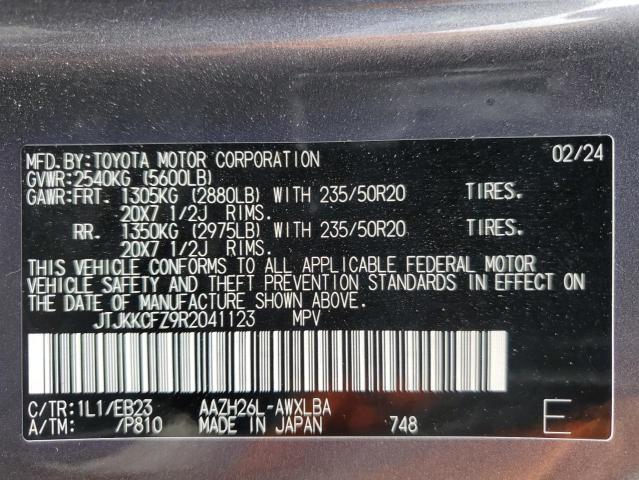 MFD.BY:TOYOTA MOTOR CORPORATION 02/24
GVWR:2540KG (5600LB)
GAWR:FRT. 1305KG (2880LB) WITH 235/50R20 TIRES.
20X7 1/2J RIMS.
RR. 1350KG (2975LB) WITH 235/50R20 TIRES.
20X7 1/2J RIMS.
THIS VEHICLE CONFORMS TO ALL APPLICABLE FEDERAL MOTOR
VEHICLE SAFETY AND THEFT PREVENTION STANDARDS IN EFFECT ON
THE DATE OF MANUFACTURE SHOWN ABOVE.
JTJKKCFZ9R2041123 MPV
C/TR:1L1/EB23 AAZH26L-AWXLBA E
A/TM: /P810 MADE IN JAPAN 748